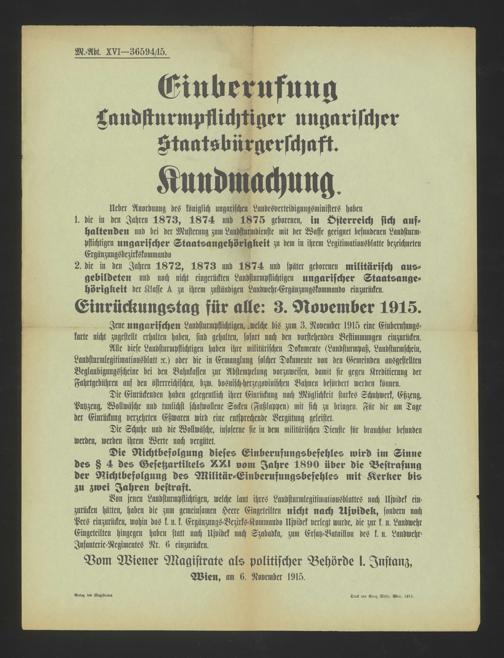 M.-Abt. XVI—36594/15.
Einberufung
Landsturmpflichtiger ungarischer
Staatsbürgerschaft.
Kundmachung.
Ueber Anordnung des königlich ungarischen Landesverteidigungsministers haben
1. die in den Jahren 1873, 1874 und 1875 geborenen, in Österreich sich auf-
haltenden und bei der Musterung zum Landsturmdienste mit der Waffe geeignet befundenen Landsturm-
pflichtigen ungarischer Staatsangehörigkeit zu dem in ihrem Legitimationsblatte bezeichneten
Ergänzungsbezirkskommando
2. die in den Jahren 1872, 1873 und 1874 und später geborenen militärisch aus-
gebildeten und noch nicht eingerückten Landsturmpflichtigen ungarischer Staatsange-
hörigkeit der Klasse A zu ihrem zuständigen Landwehr-Ergänzungskommando einzurücken.
Einrückungstag für alle: 3. November 1915.
Jene ungarischen Landsturmpflichtigen, welche bis zum 3. November 1915 eine Einberufungs-
karte nicht zugestellt erhalten haben, sind gehalten, sofort nach den vorstehenden Bestimmungen einzurücken.
Alle diese Landsturmpflichtigen haben ihre militärischen Dokumente (Landsturmpaß, Landsturmschein,
Landsturmlegitimationsblatt rc.) oder die in Ermanglung solcher Dokumente von den Gemeinden ausgestellten
Beglaubigungsscheine bei den Bahnkassen zur Abstempelung vorzuweisen, damit sie gegen Kreditierung der
Fahrtgebühren auf den österreichischen, bzw. bosnisch-herzegowinischen Bahnen befördert werden können.
Die Einrückenden haben gelegentlich ihrer Einrückung nach Möglichkeit starkes Schuhwerk, Eßzeug,
Putzzeug, Wollwäsche und tunlichst schafwollene Socken (Fußlappen) mit sich zu bringen. Für die am Tage
der Einrückung verzehrten Eßwaren wird eine entsprechende Vergütung geleistet.
Die Schuhe und die Wollwäsche, insoferne sie in dem militärischen Dienste für brauchbar befunden
werden, werden ihrem Werte nach vergütet.
Die Nichtbefolgung dieses Einberufungsbefehles wird im Sinne
des § 4 des Gesetzartikels XXI vom Jahre 1890 über die Bestrafung
der Nichtbefolgung des Militär-Einberufungsbefehles mit Kerker bis
zu zwei Jahren bestraft.
Von jenen Landsturmpflichtigen, welche laut ihres Landsturmlegitimationsblattes nach Ujvidek ein-
zurücken hätten, haben die zum gemeinsamen Heere Eingeteilten nicht nach Ujvidek, sondern nach
Pees einzurücken, wohin das k. u. k. Ergänzungs-Bezirks-Kommando Ujvidek verlegt wurde, die zur k. u. Landwehr
Eingeteilten hingegen haben statt nach Ujvidek nach Szabadka, zum Ersatz-Bataillon des k. u. Landwehr-
Infanterie-Regimentes Nr. 6 einzurücken.
Vom Wiener Magistrate als politischer Behörde I. Instanz,
Wien, am 6. November 1915.
Verlag des Magistrates.